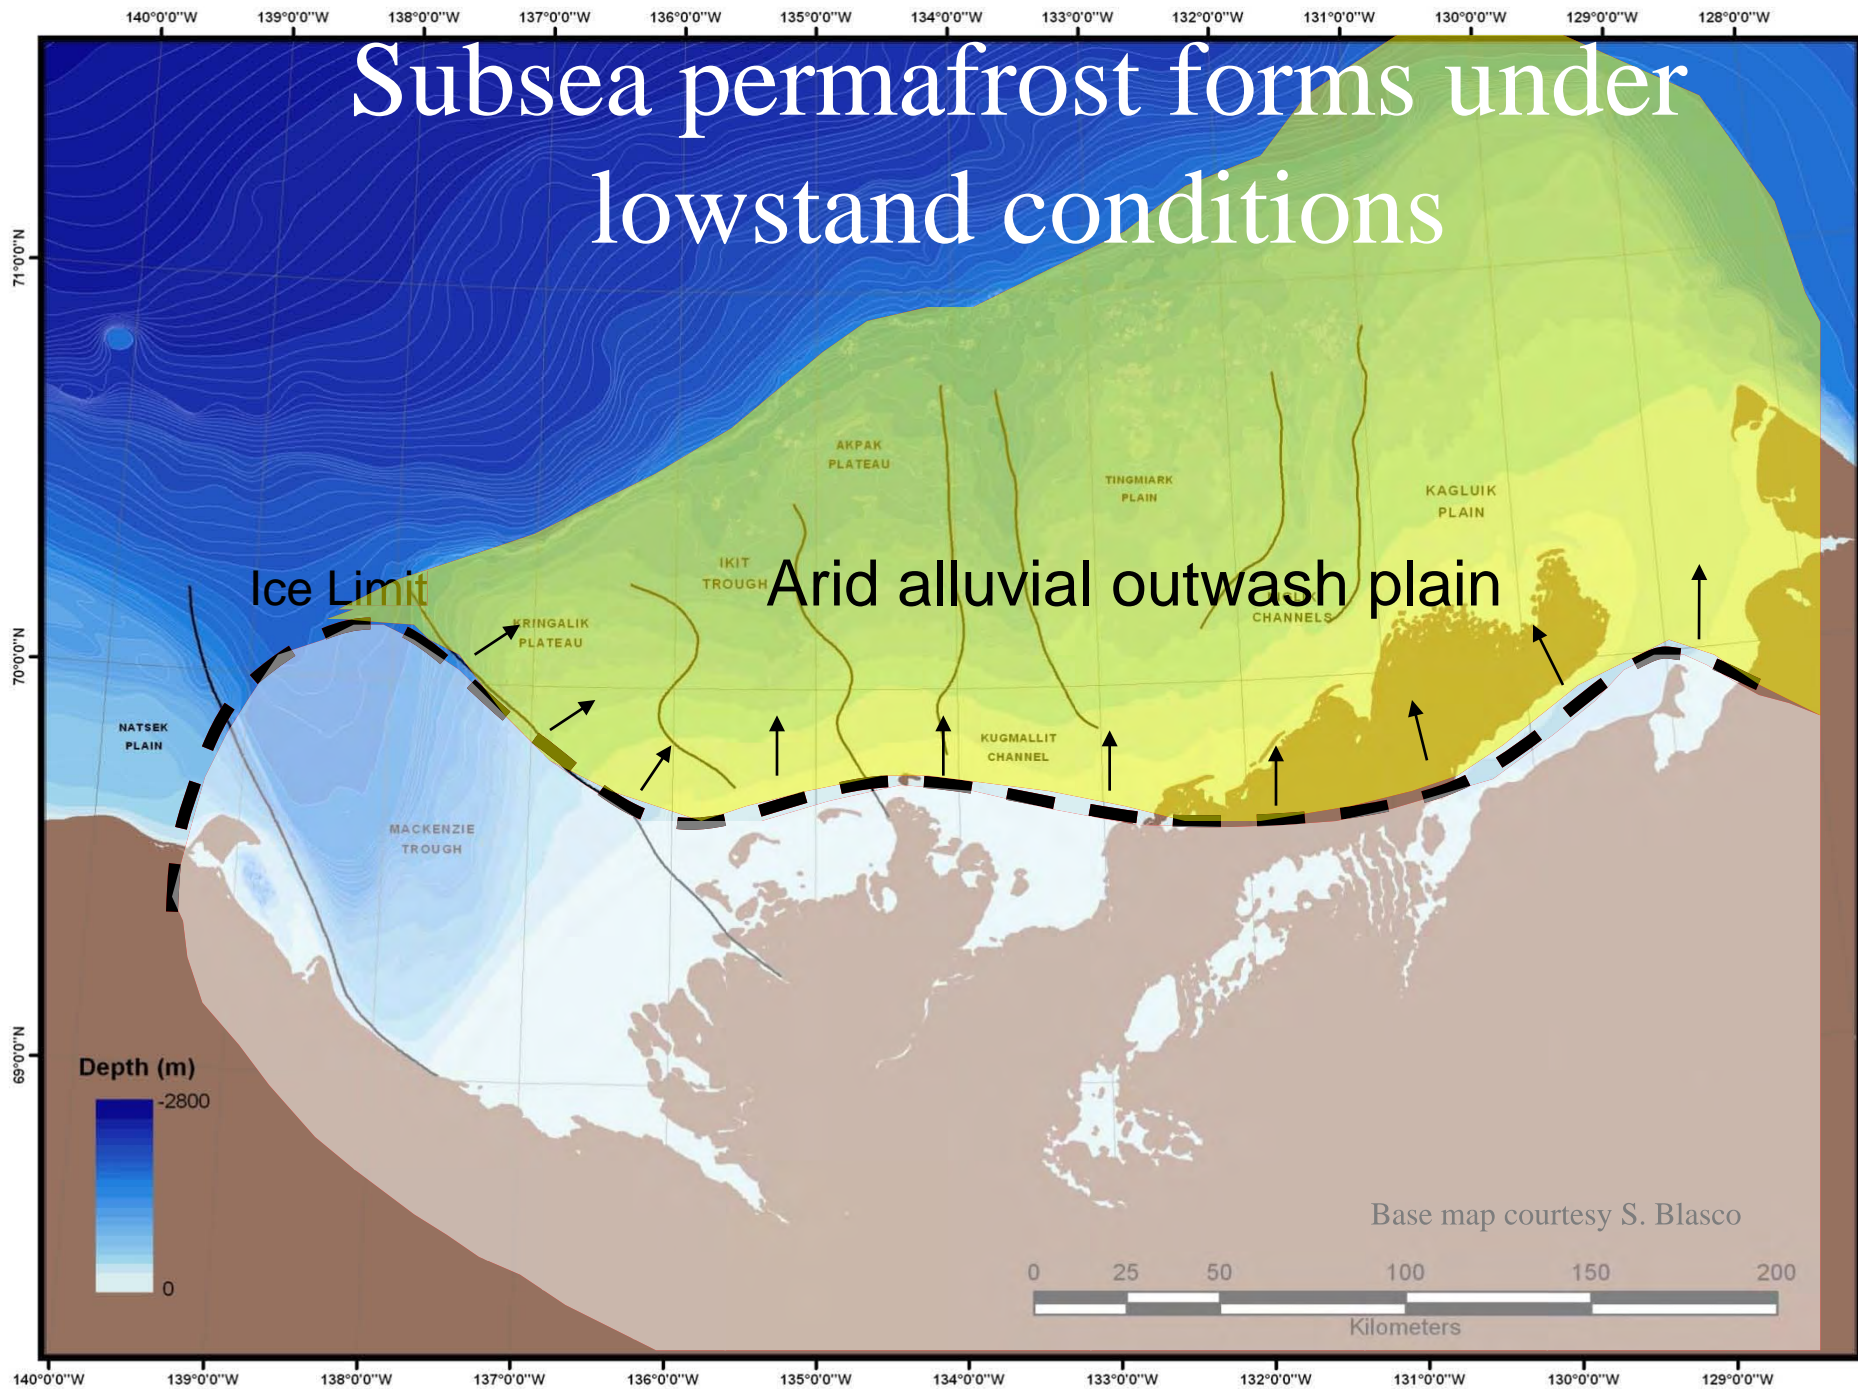 140°0'0"W 139°0'0"W 138°0'0"W 137°0'0"W 136°0'0"W 135°0'0"W 134°0'0"W 133°0'0"W 132°0'0"W 131°0'0"W 130°0'0"W 129°0'0"W 128°0'0"W
Subsea permafrost forms under
lowstand conditions
71°0'0"N
AKPAK
PLATEAU
TINGMIARK
PLAIN
KAGLUIK
PLAIN
IKIT
TROUGH
Arid alluvial outwash plain
Ice Limit
CHANNELS
KRINGALIK
PLATEAU
70°0'0"N
NATSEK
PLAIN
KUGMALLIT
CHANNEL
MACKENZIE
TROUGH
69°0'0"N
Depth (m)
-2800
0
Base map courtesy S. Blasco
0 25 50 100 150 200
Kilometers
140°0'0"W 139°0'0"W 138°0'0"W 137°0'0"W 136°0'0"W 135°0'0"W 134°0'0"W 133°0'0"W 132°0'0"W 131°0'0"W 130°0'0"W 129°0'0"W